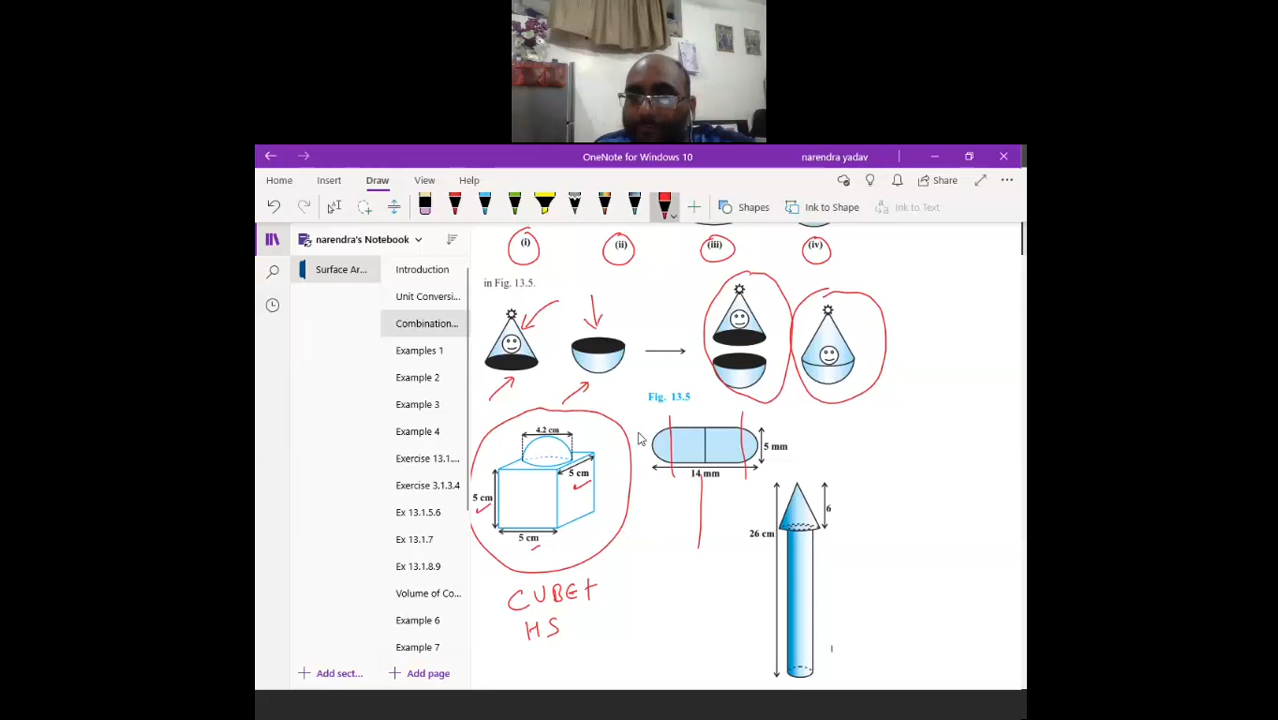 OneNote for Windows 10
narendra yadav
Home
Insert
Draw
View
Help
Share
Shapes
Ink to Shape
Ink to Text
narendra's Notebook
Surface Ar...
Introduction
Unit Conversi...
Combination...
Examples 1
Example 2
Example 3
Example 4
Exercise 13.1....
Exercise 3.1.3.4
Ex 13.1.5.6
Ex 13.1.7
Ex 13.1.8.9
Volume of Co...
Example 6
Example 7
Add sect...
Add page
(i)
(ii)
(iii)
(iv)
in Fig. 13.5.
Fig. 13.5
4.2 cm
5 cm
5 cm
5 cm
5 mm
14 mm
26 cm
6
CUBE+
HS